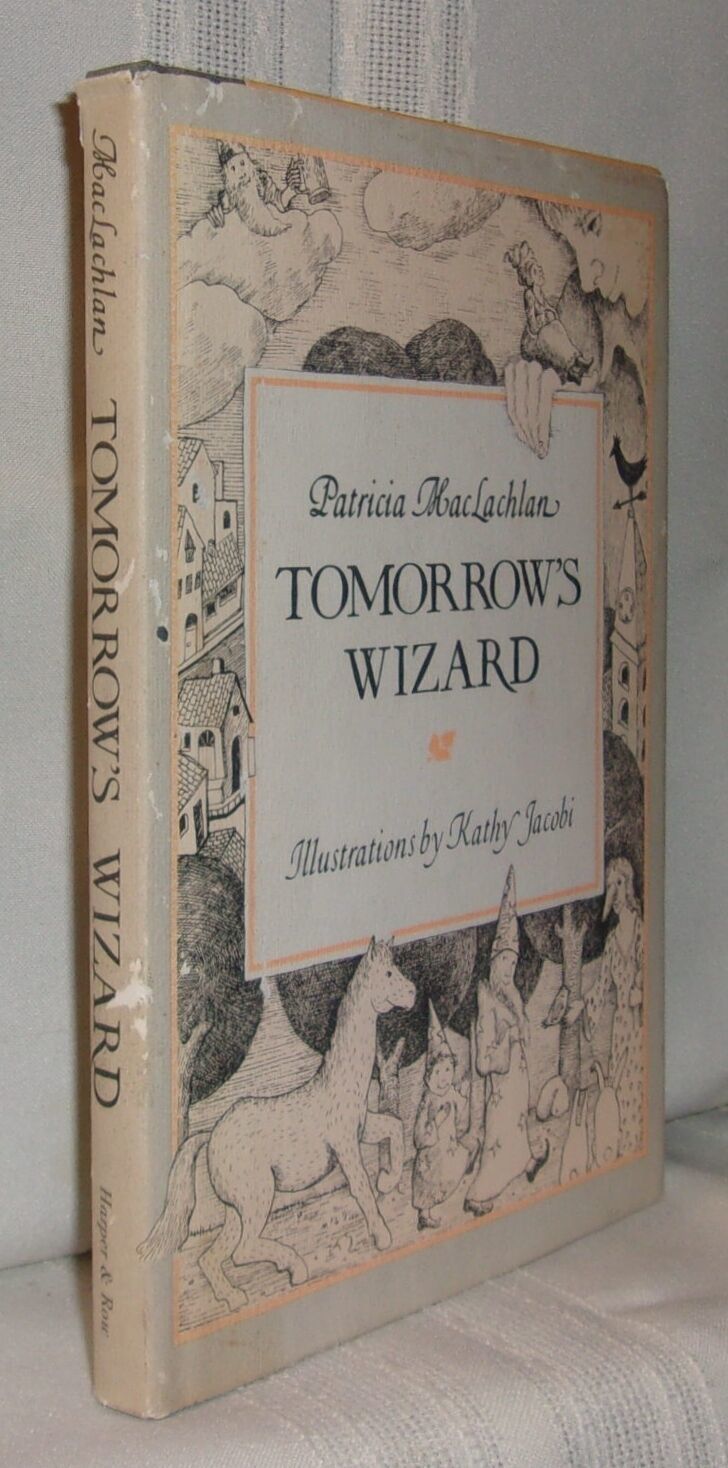 MacLachlan
TOMORROW'S WIZARD
Harper & Row
Patricia MacLachlan
TOMORROW'S
WIZARD
Illustrations by Kathy Jacobi